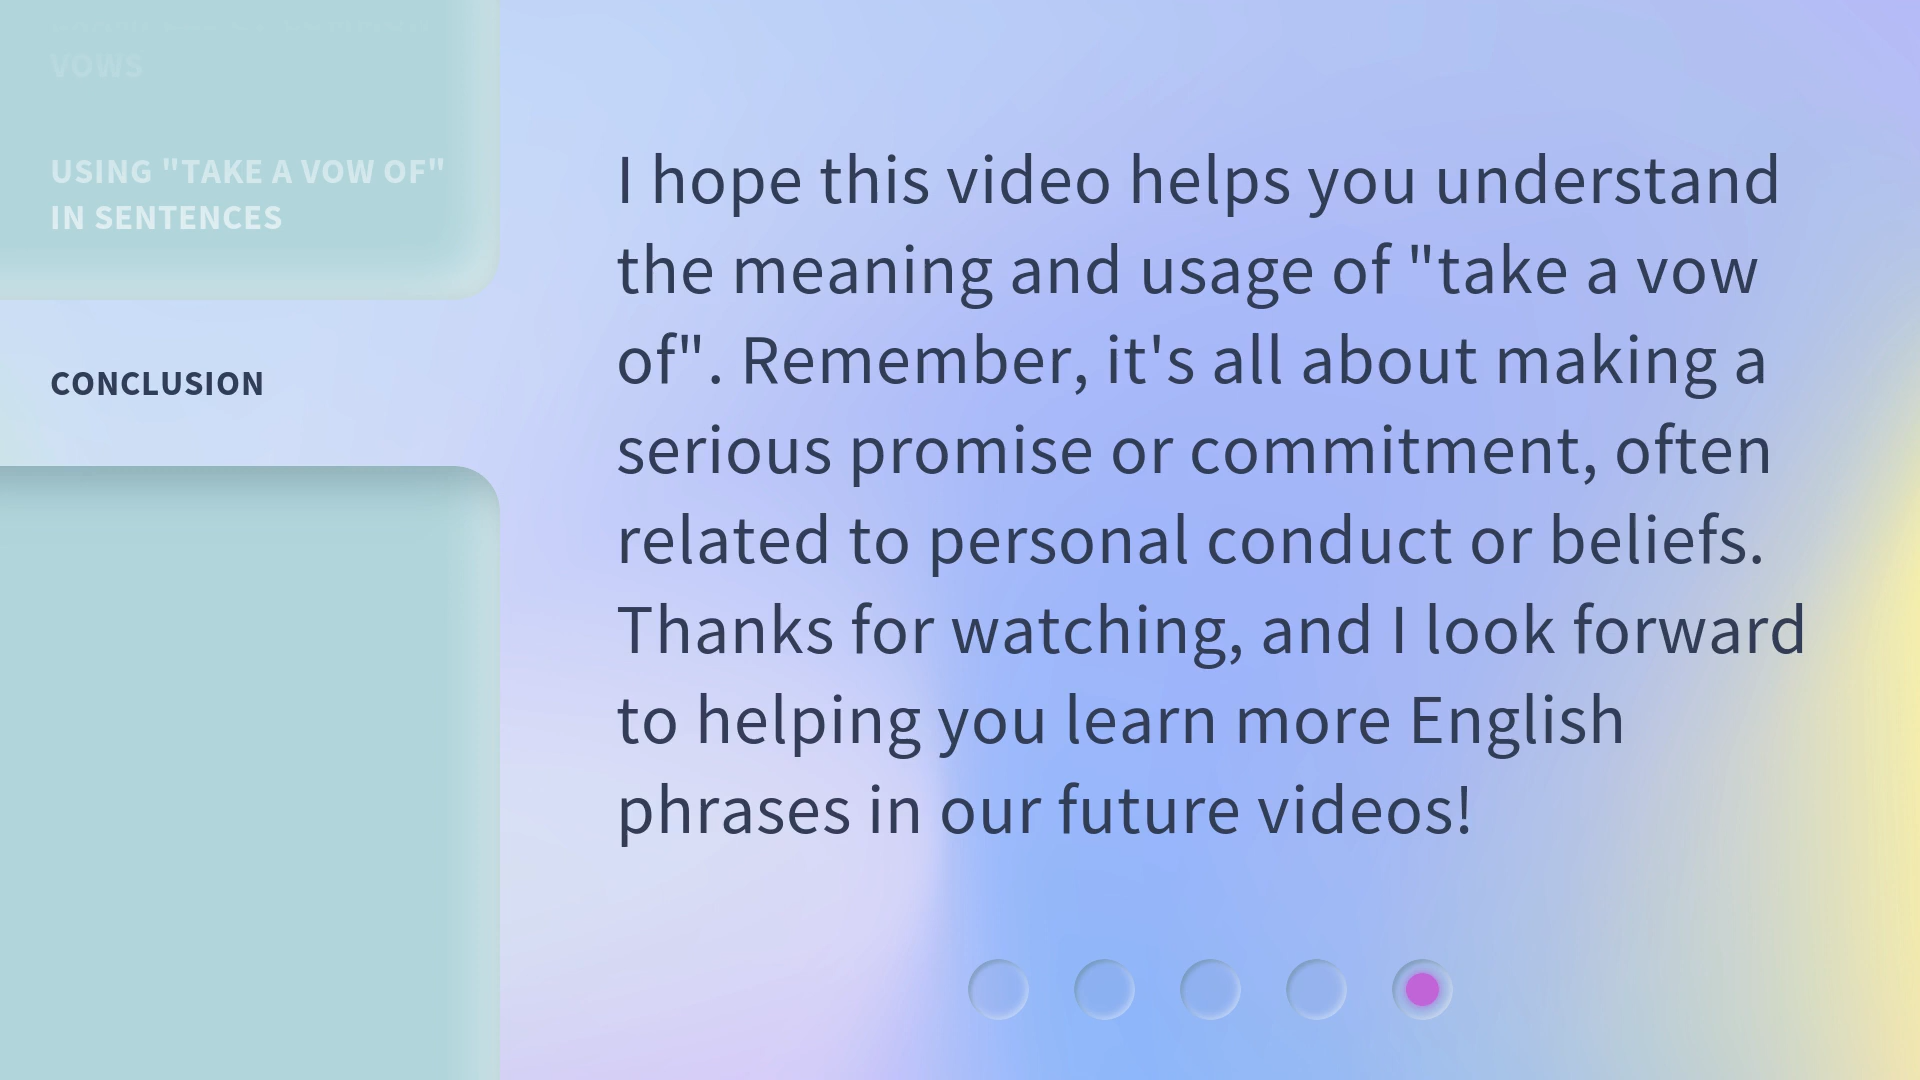 VOWS
USING "TAKE A VOW OF"
IN SENTENCES
CONCLUSION
I hope this video helps you understand
the meaning and usage of "take a vow
of". Remember, it's all about making a
serious promise or commitment, often
related to personal conduct or beliefs.
Thanks for watching, and I look forward
to helping you learn more English
phrases in our future videos!